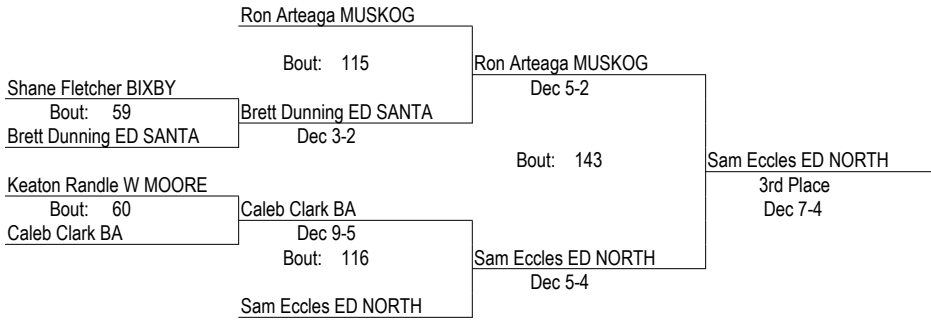 Ron Arteaga MUSKOG
Bout: 115
Ron Arteaga MUSKOG
Dec 5-2
Shane Fletcher BIXBY
Bout: 59
Brett Dunning ED SANTA
Brett Dunning ED SANTA
Dec 3-2
Bout: 143
Sam Eccles ED NORTH
3rd Place
Dec 7-4
Keaton Randle W MOORE
Bout: 60
Caleb Clark BA
Caleb Clark BA
Dec 9-5
Bout: 116
Sam Eccles ED NORTH
Dec 5-4
Sam Eccles ED NORTH